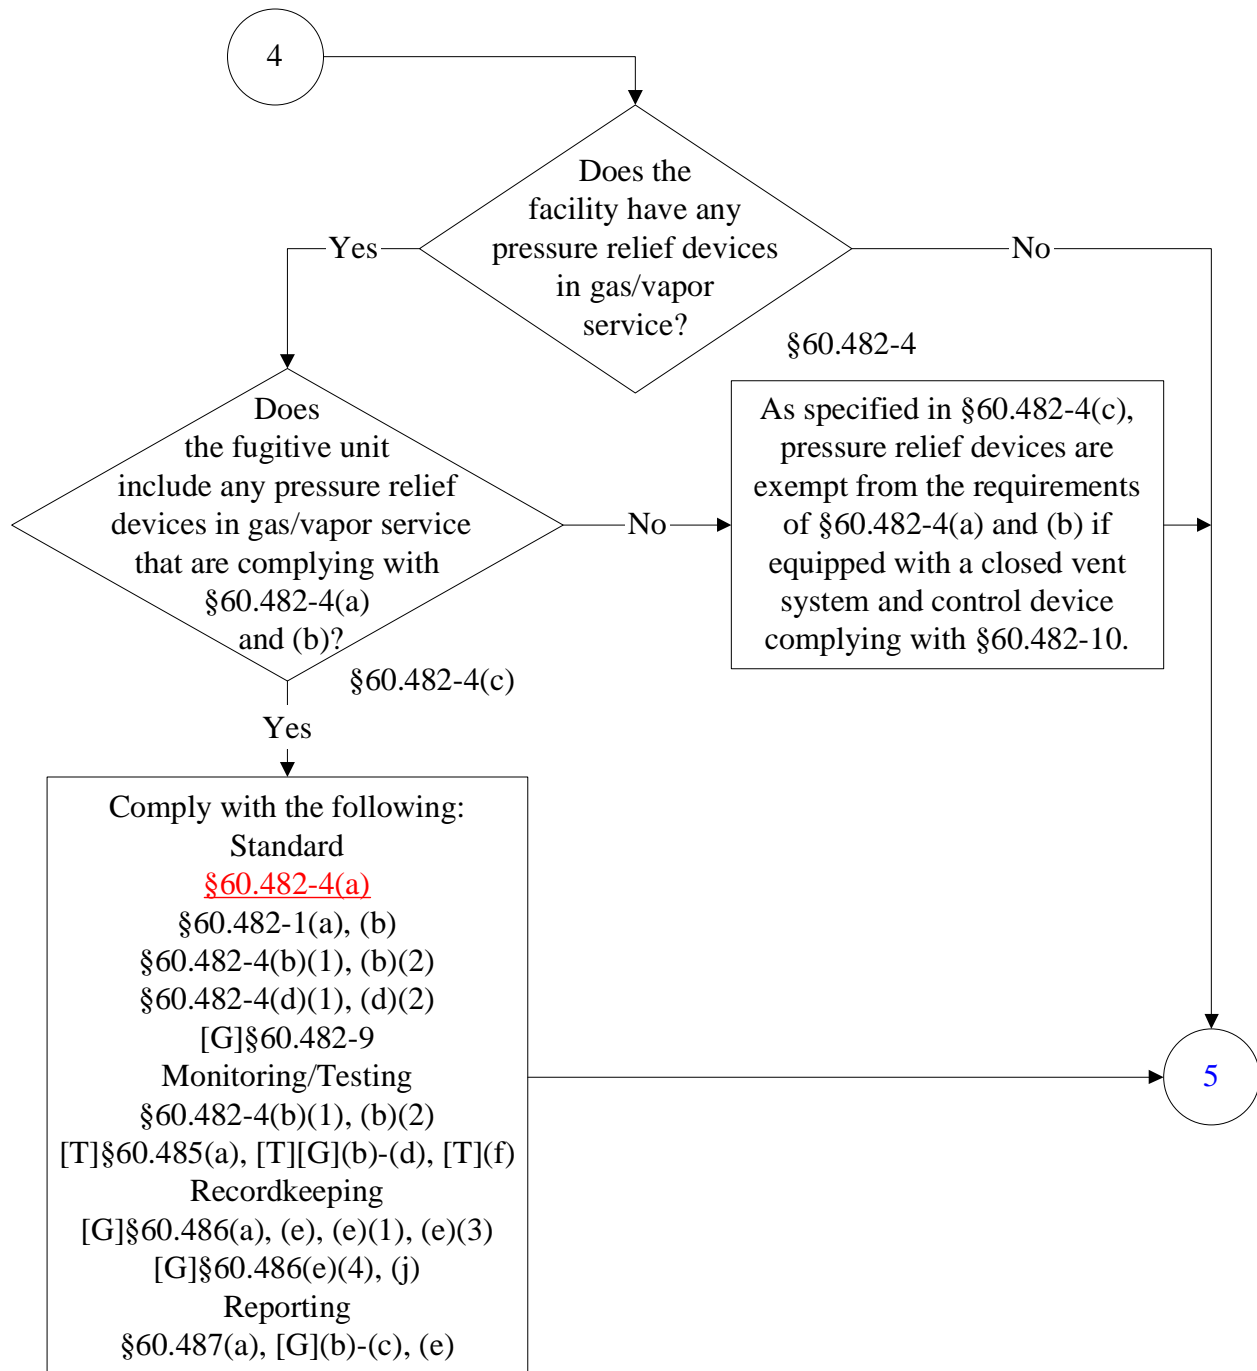 4
Does the
facility have any
pressure relief devices
in gas/vapor
service?
Yes
No
§60.482-4
Does
the fugitive unit
include any pressure relief
devices in gas/vapor service
that are complying with
§60.482-4(a)
and (b)?
No
As specified in §60.482-4(c),
pressure relief devices are
exempt from the requirements
of §60.482-4(a) and (b) if
equipped with a closed vent
system and control device
complying with §60.482-10.
§60.482-4(c)
Yes
Comply with the following:
Standard
§60.482-4(a)
§60.482-1(a), (b)
§60.482-4(b)(1), (b)(2)
§60.482-4(d)(1), (d)(2)
[G]§60.482-9
Monitoring/Testing
§60.482-4(b)(1), (b)(2)
[T]§60.485(a), [T][G](b)-(d), [T](f)
Recordkeeping
[G]§60.486(a), (e), (e)(1), (e)(3)
[G]§60.486(e)(4), (j)
Reporting
§60.487(a), [G](b)-(c), (e)
5